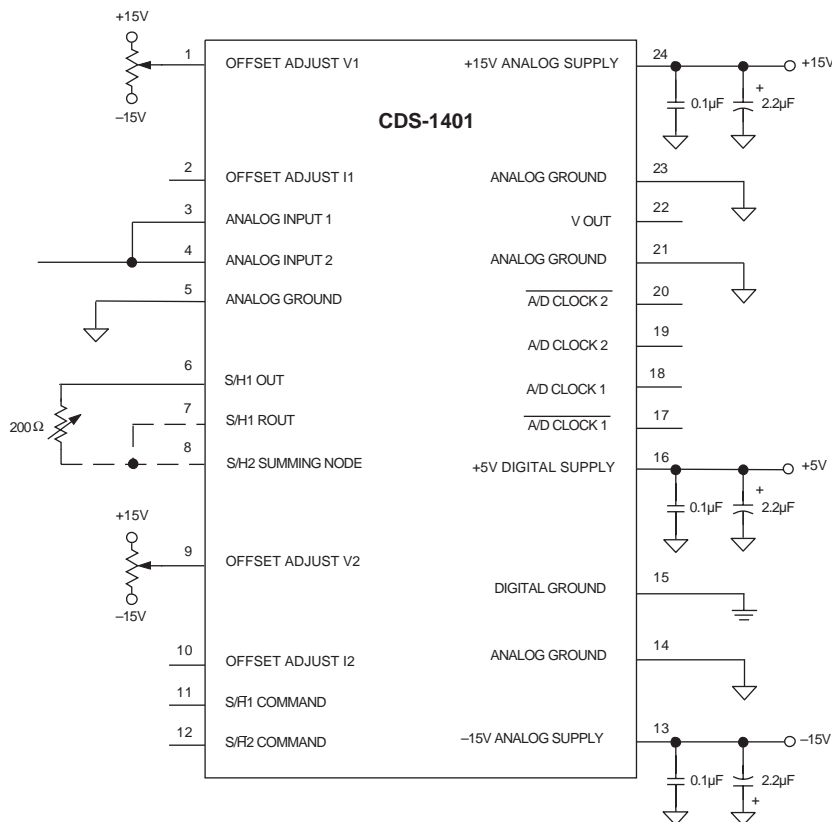 +15V
–15V
1
OFFSET ADJUST V1
+15V ANALOG SUPPLY
24
+15V
0.1µF
+
2.2µF
CDS-1401
2
OFFSET ADJUST I1
ANALOG GROUND
23
3
ANALOG INPUT 1
V OUT
22
4
ANALOG INPUT 2
ANALOG GROUND
21
5
ANALOG GROUND
A/D CLOCK 2
20
A/D CLOCK 2
19
6
S/H1 OUT
A/D CLOCK 1
18
200Ω
7
S/H1 ROUT
A/D CLOCK 1
17
8
S/H2 SUMMING NODE
+5V DIGITAL SUPPLY
16
+5V
0.1µF
+
2.2µF
+15V
–15V
9
OFFSET ADJUST V2
DIGITAL GROUND
15
10
OFFSET ADJUST I2
ANALOG GROUND
14
11
S/H1 COMMAND
12
S/H2 COMMAND
–15V ANALOG SUPPLY
13
–15V
0.1µF
2.2µF
+